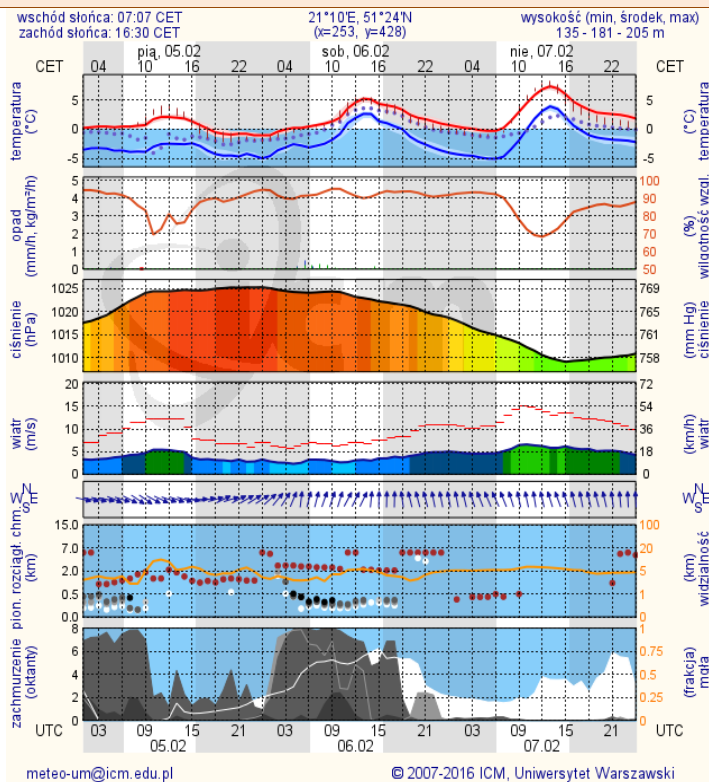 wschód słońca: 07:07 CET
zachód słońca: 16:30 CET
21°10'E, 51°24'N
(x=253, y=428)
wysokość (min, środek, max)
135 - 181 - 205 m
pią, 05.02 sob, 06.02 nie, 07.02
CET 04 10 16 22 04 10 16 22 04 10 16 22 CET
temperatura (°C)
5
0
-5
5
0
-5
(°C) temperatura
opad (mm/h, kg/m²/h)
5
4
3
2
1
0
100
90
80
70
60
50
(%) wilgotność wzgl.
ciśnienie (hPa)
1025
1020
1015
1010
769
765
761
758
(mm Hg) ciśnienie
wiatr (m/s)
20
15
10
5
0
72
54
36
18
0
(km/h) wiatr
N
W E
S
N
W E
S
pion. rozciągł. chm. (km)
15.0
7.0
2.0
0.5
0.0
100
20
5
1
0
(km) widzialność
zachmurzenie (oktanty)
8
6
4
2
0
1
0.75
0.5
0.25
0
(frakcja) mgła
icm
UTC 03 09 15 21 03 09 15 21 03 09 15 21 UTC
05.02 06.02 07.02
meteo-um@icm.edu.pl
© 2007-2016 ICM, Uniwersytet Warszawski